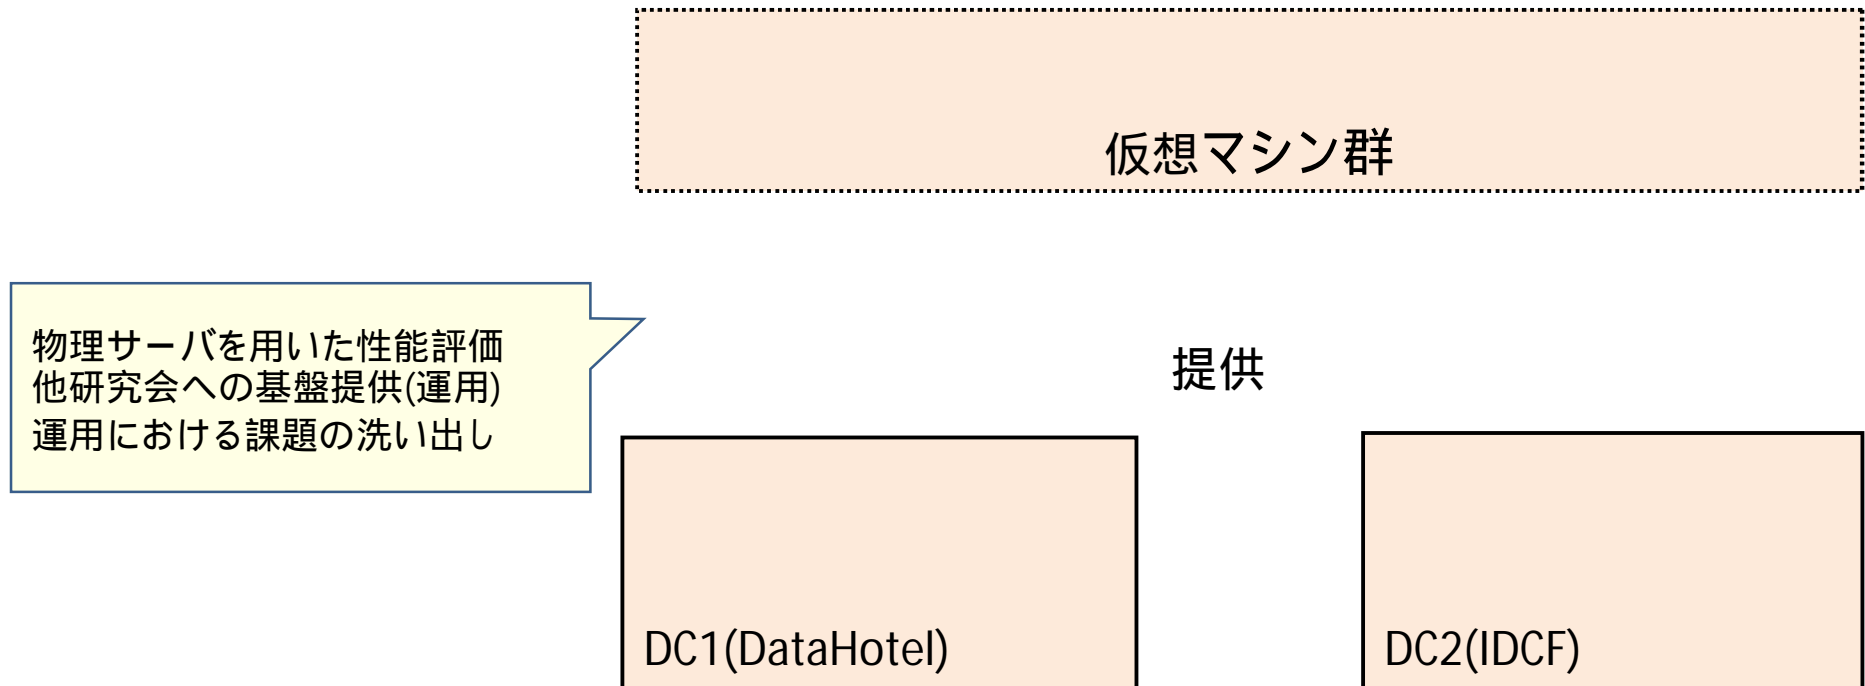 仮想マシン群
物理サーバを用いた性能評価
他研究会への基盤提供(運用)
運用における課題の洗い出し
提供
DC1(DataHotel)
DC2(IDCF)